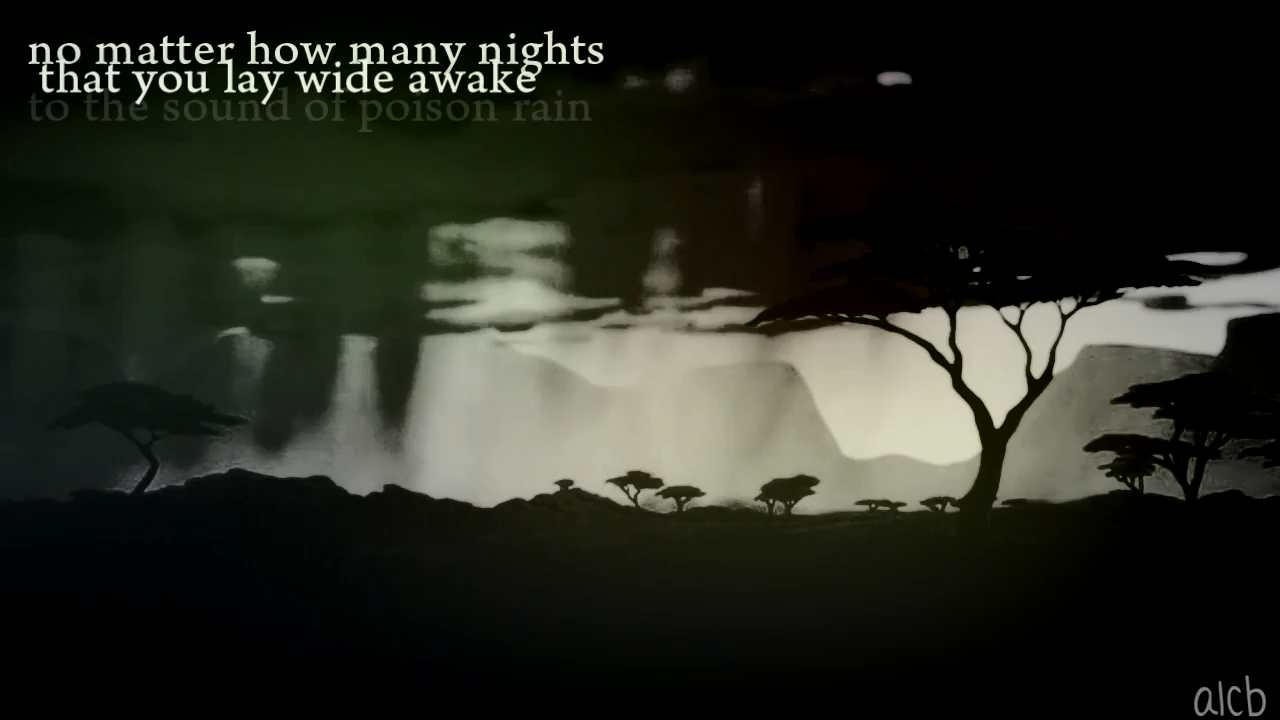 no matter how many nights
that you lay wide awake
to the sound of poison rain
alcb